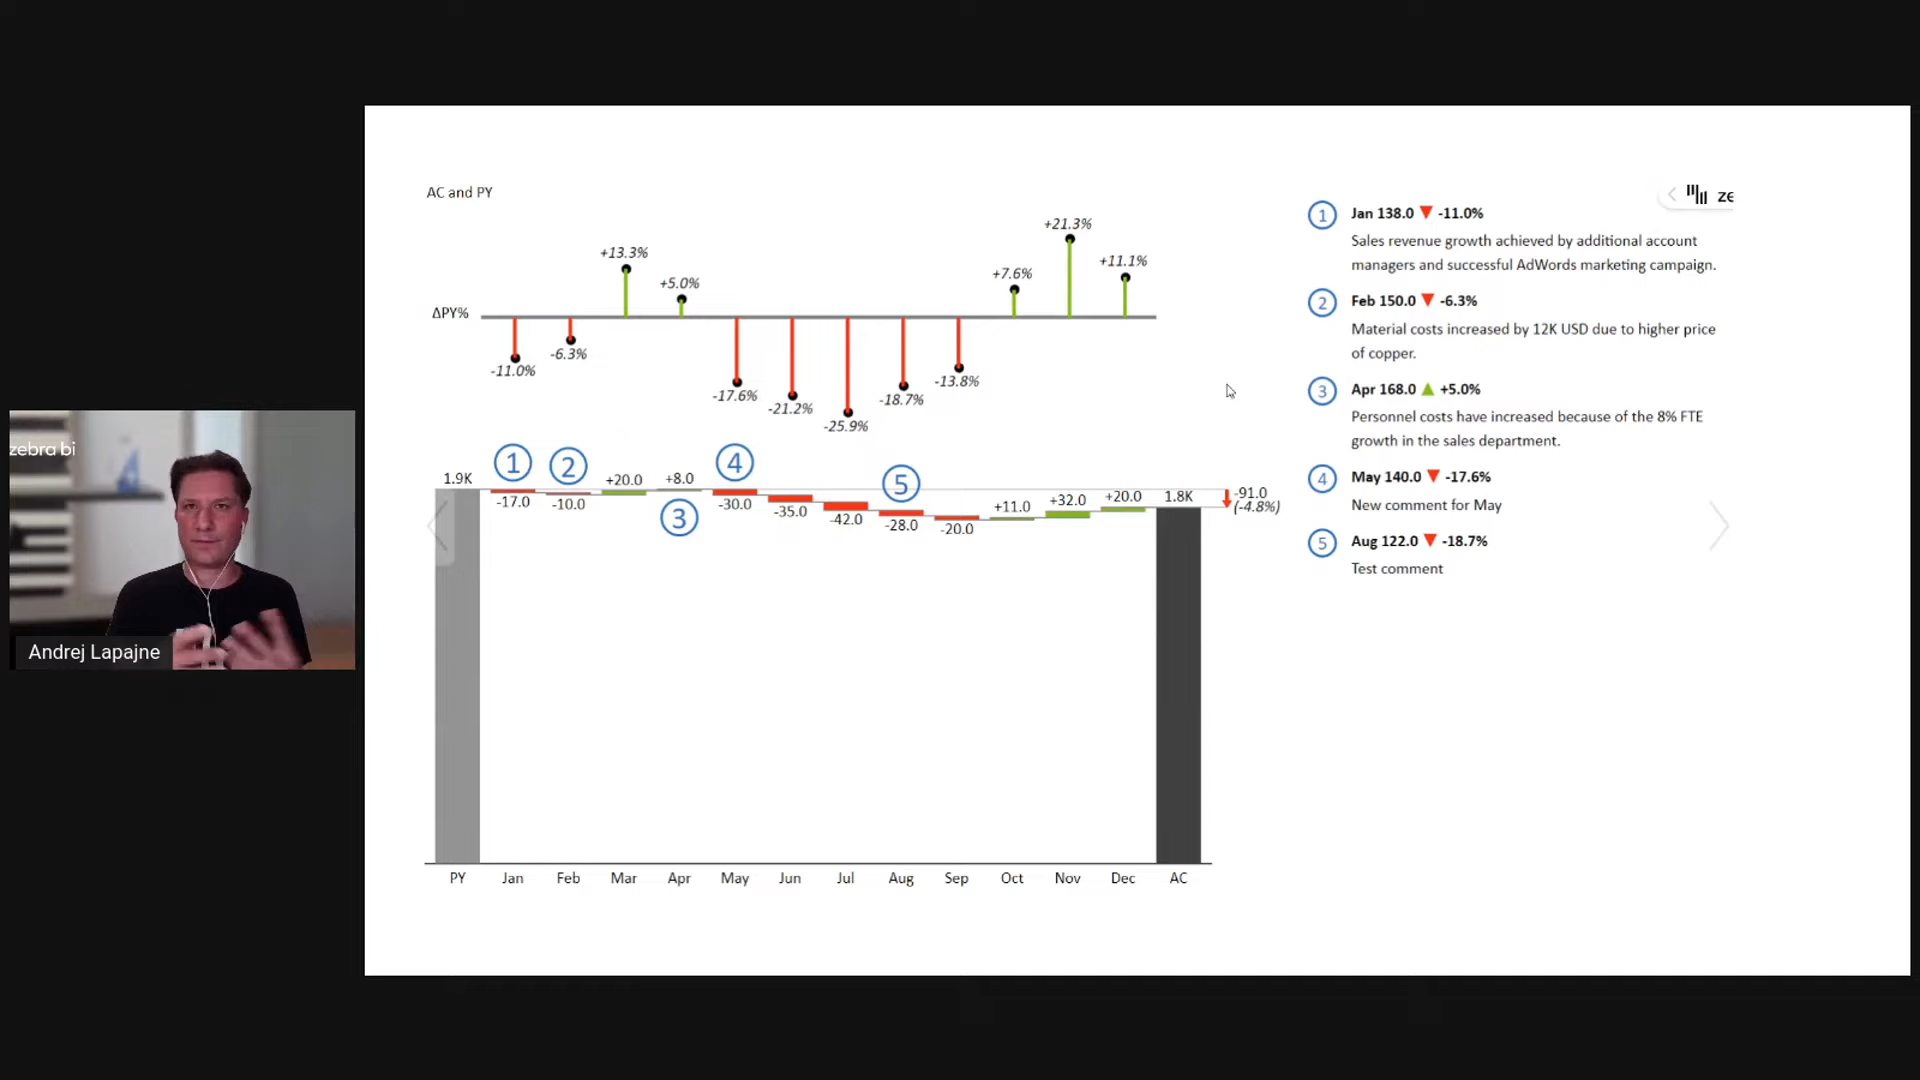 AC and PY
+21.3%
+13.3%
+11.1%
+7.6%
+5.0%
ΔPY%
-11.0%
-6.3%
-17.6%
-21.2%
-25.9%
-18.7%
-13.8%
1 2 4 5
1.9K
+20.0
+8.0
-17.0
-10.0
3
-30.0
-35.0
-42.0
-28.0
-20.0
+11.0
+32.0
+20.0
1.8K
-91.0
(-4.8%)
PY Jan Feb Mar Apr May Jun Jul Aug Sep Oct Nov Dec AC
ze
1 Jan 138.0 ▼ -11.0%
Sales revenue growth achieved by additional account
managers and successful AdWords marketing campaign.
2 Feb 150.0 ▼ -6.3%
Material costs increased by 12K USD due to higher price
of copper.
3 Apr 168.0 ▲ +5.0%
Personnel costs have increased because of the 8% FTE
growth in the sales department.
4 May 140.0 ▼ -17.6%
New comment for May
5 Aug 122.0 ▼ -18.7%
Test comment
zebra bi
Andrej Lapajne